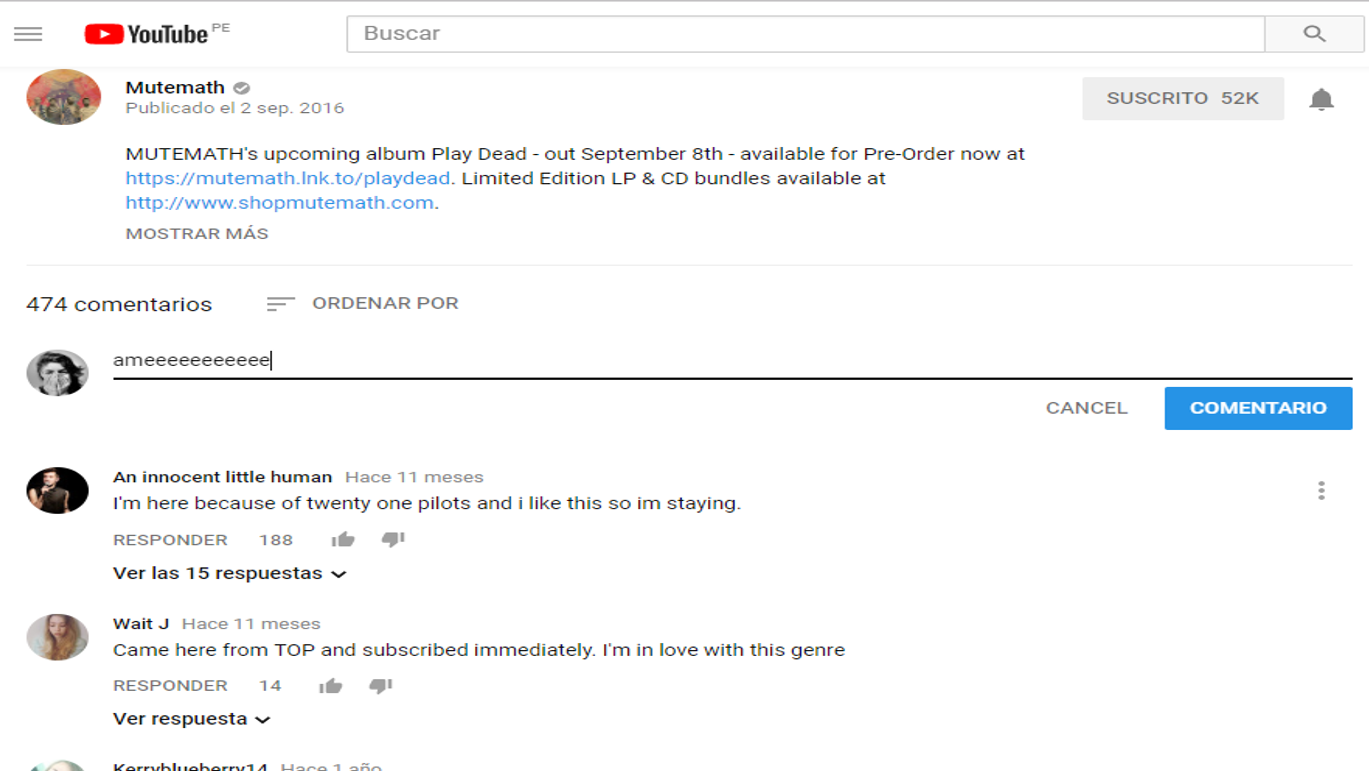 YouTube PE
Buscar
Mutemath
Publicado el 2 sep. 2016
SUSCRITO 52K
MUTEMATH's upcoming album Play Dead - out September 8th - available for Pre-Order now at
https://mutemath.lnk.to/playdead. Limited Edition LP & CD bundles available at
http://www.shopmutemath.com.
MOSTRAR MÁS
474 comentarios
ORDENAR POR
ameeeeeeeeeee
CANCEL
COMENTARIO
An innocent little human Hace 11 meses
I'm here because of twenty one pilots and i like this so im staying.
RESPONDER 188
Ver las 15 respuestas
Wait J Hace 11 meses
Came here from TOP and subscribed immediately. I'm in love with this genre
RESPONDER 14
Ver respuesta
Kerryblueberry14 Hace 1 año